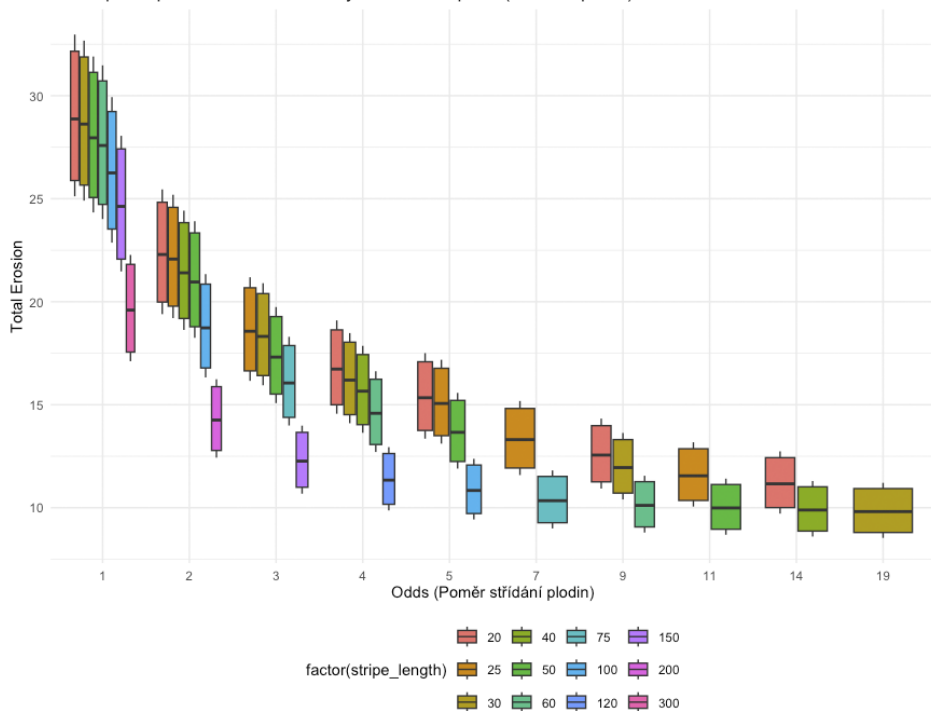 30
25
20
15
10
Total Erosion
1 2 3 4 5 7 9 11 14 19
Odds (Poměr střídání plodin)
factor(stripe_length)
20 40 75 150
25 50 100 200
30 60 120 300